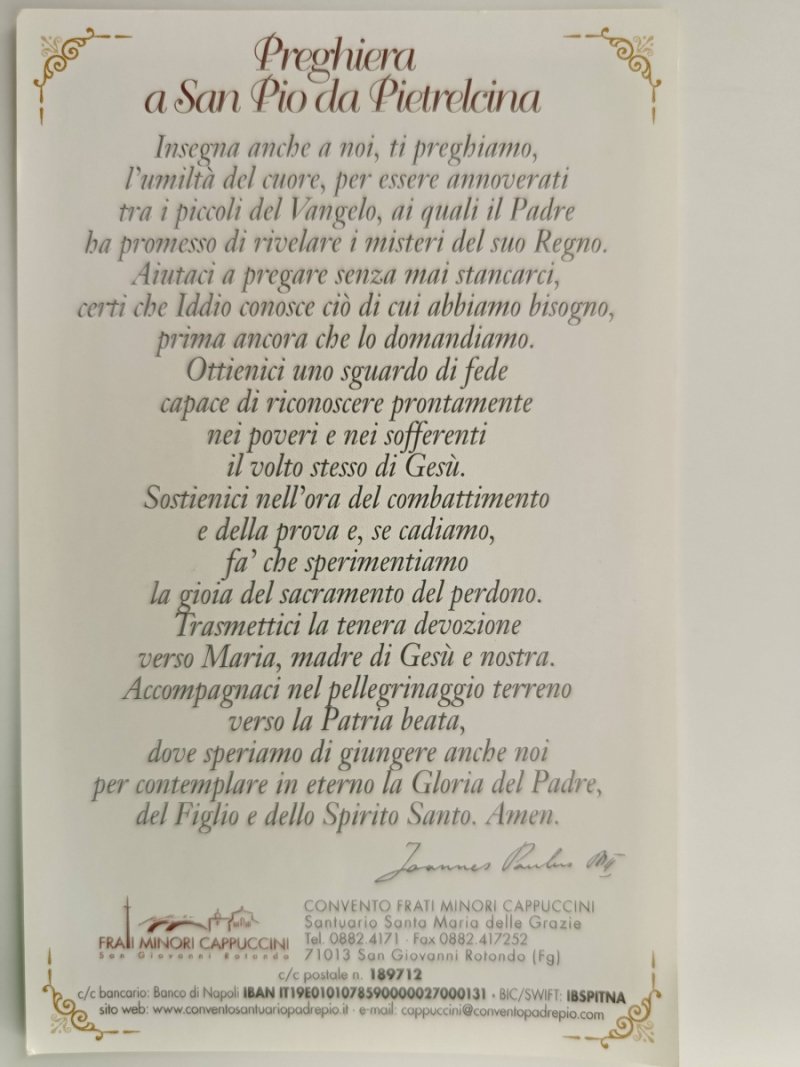 Preghiera
a San Pio da Pietrelcina
Insegna anche a noi, ti preghiamo,
l'umiltà del cuore, per essere annoverati
tra i piccoli del Vangelo, ai quali il Padre
ha promesso di rivelare i misteri del suo Regno.
Aiutaci a pregare senza mai stancarci,
certi che Iddio conosce ciò di cui abbiamo bisogno,
prima ancora che lo domandiamo.
Ottienici uno sguardo di fede
capace di riconoscere prontamente
nei poveri e nei sofferenti
il volto stesso di Gesù.
Sostienici nell'ora del combattimento
e della prova e, se cadiamo,
fa' che sperimentiamo
la gioia del sacramento del perdono.
Trasmettici la tenera devozione
verso Maria, madre di Gesù e nostra.
Accompagnaci nel pellegrinaggio terreno
verso la Patria beata,
dove speriamo di giungere anche noi
per contemplare in eterno la Gloria del Padre,
del Figlio e dello Spirito Santo. Amen.
Joannes Paulus PP II
FRATI MINORI CAPPUCCINI
San Giovanni Rotondo
CONVENTO FRATI MINORI CAPPUCCINI
Santuario Santa Maria delle Grazie
Tel. 0882.4171 · Fax 0882.417252
71013 San Giovanni Rotondo (Fg)
c/c postale n. 189712
c/c bancario: Banco di Napoli IBAN IT19E0101078590000027000131 · BIC/SWIFT: IBSPITNA
sito web: www.conventosantuariopadrepio.it · e-mail: cappuccini@conventopadrepio.com